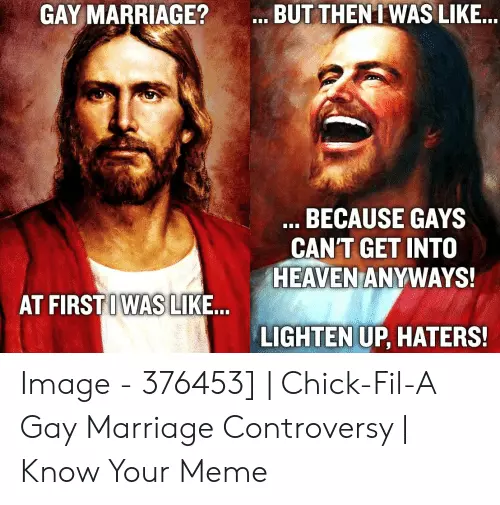 GAY MARRIAGE?
AT FIRST I WAS LIKE...
... BUT THEN I WAS LIKE...
... BECAUSE GAYS
CAN'T GET INTO
HEAVEN ANYWAYS!
LIGHTEN UP, HATERS!
Image - 376453] | Chick-Fil-A
Gay Marriage Controversy |
Know Your Meme